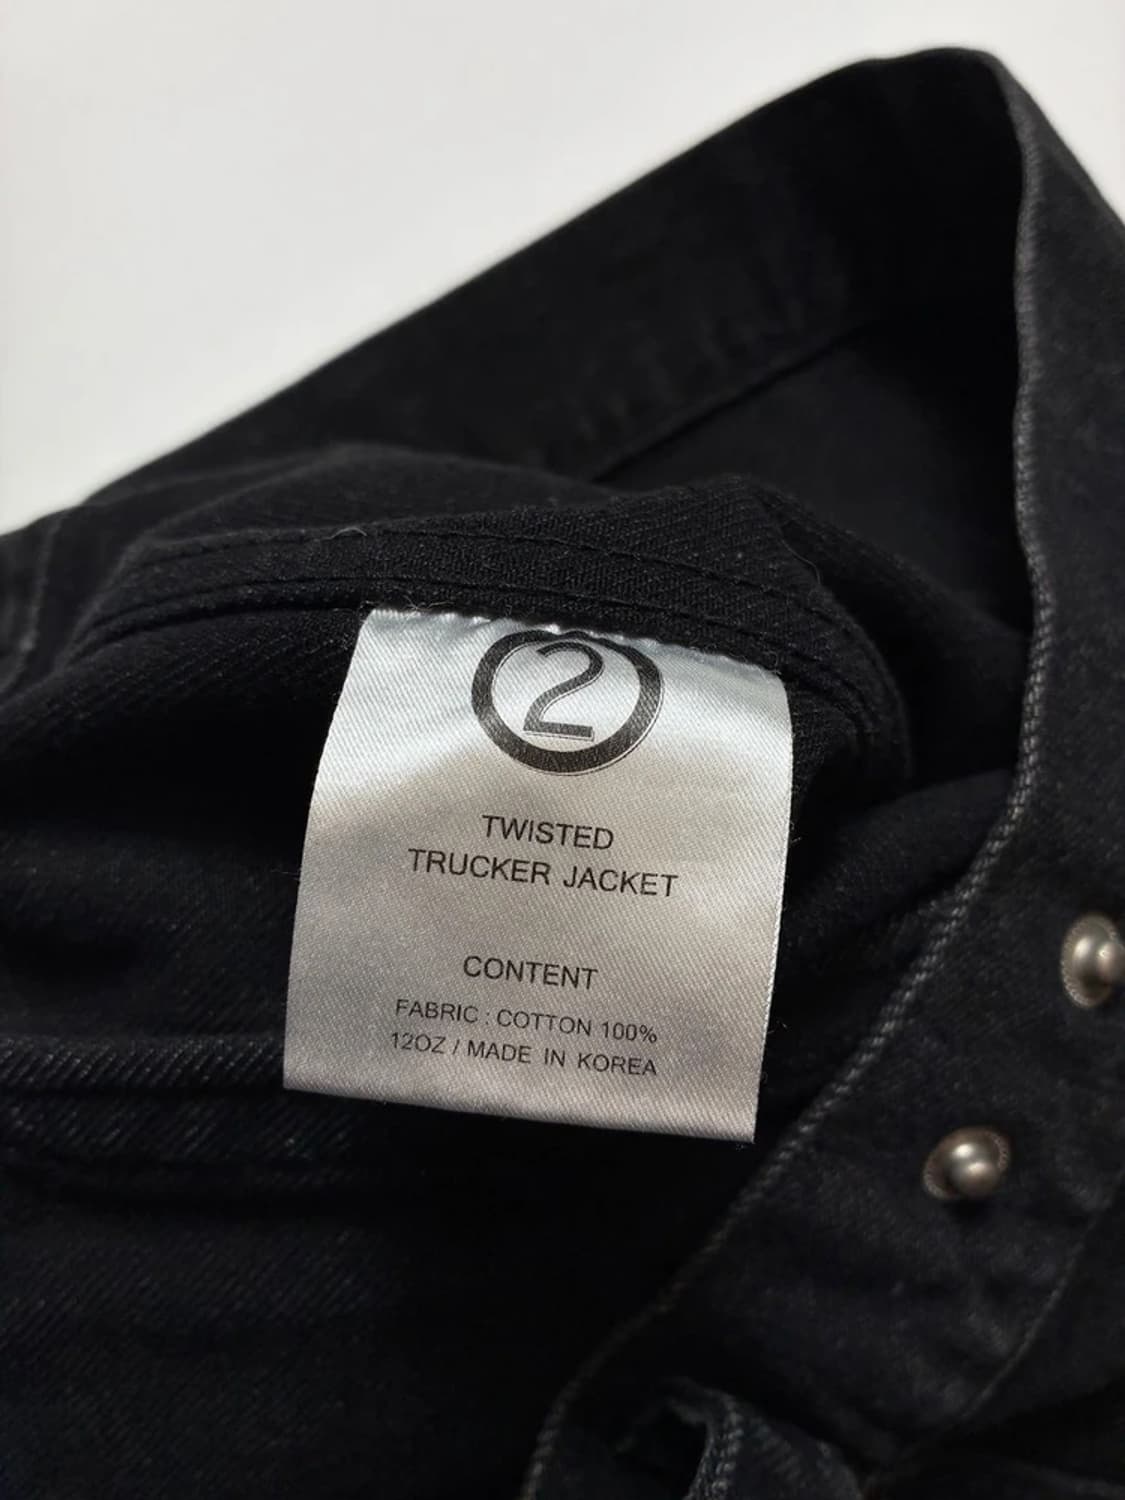 2
TWISTED
TRUCKER JACKET
CONTENT
FABRIC : COTTON 100%
12OZ / MADE IN KOREA